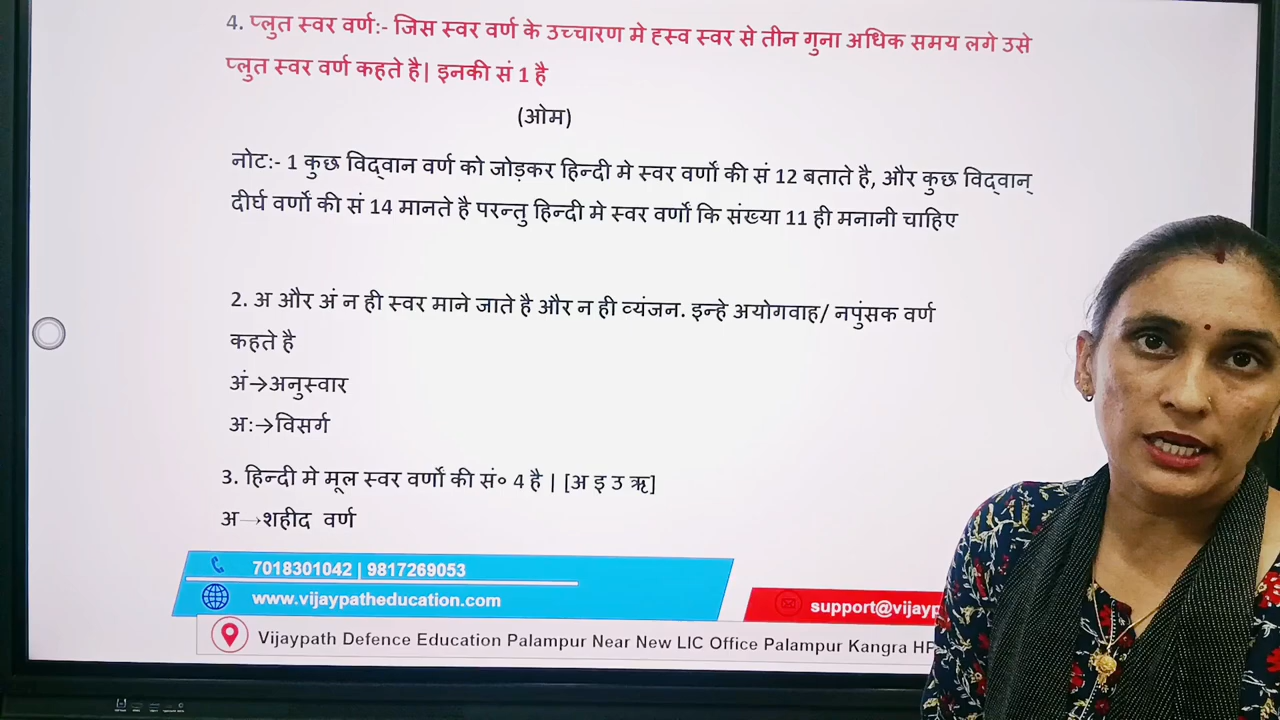 4. प्लुत स्वर वर्ण:- जिस स्वर वर्ण के उच्चारण मे ह्स्व स्वर से तीन गुना अधिक समय लगे उसे
प्लुत स्वर वर्ण कहते है| इनकी सं 1 है
(ओम)
नोट:- 1 कुछ विद्वान वर्ण को जोड़कर हिन्दी मे स्वर वर्णों की सं 12 बताते है, और कुछ विद्वान्
दीर्घ वर्णों की सं 14 मानते है परन्तु हिन्दी मे स्वर वर्णों कि संख्या 11 ही मनानी चाहिए
2. अ और अं न ही स्वर माने जाते है और न ही व्यंजन. इन्हे अयोगवाह/ नपुंसक वर्ण
कहते है
अं→अनुस्वार
अ:→विसर्ग
3. हिन्दी मे मूल स्वर वर्णों की सं॰ 4 है | [अ इ उ ऋ]
अ→शहीद वर्ण
7018301042 | 9817269053
www.vijaypatheducation.com
support@vijayp
Vijaypath Defence Education Palampur Near New LIC Office Palampur Kangra HP